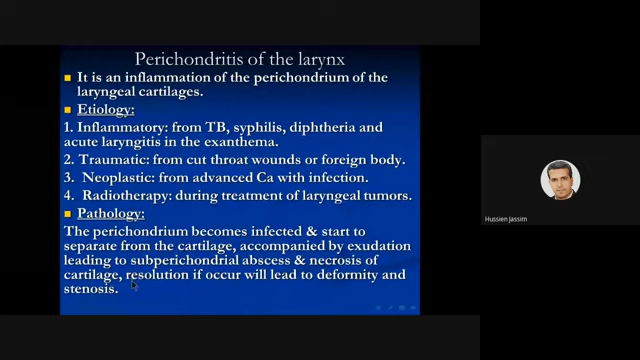 Perichondritis of the larynx
It is an inflammation of the perichondrium of the
laryngeal cartilages.
Etiology:
1. Inflammatory: from TB, syphilis, diphtheria and
acute laryngitis in the exanthema.
2. Traumatic: from cut throat wounds or foreign body.
3. Neoplastic: from advanced Ca with infection.
4. Radiotherapy: during treatment of laryngeal tumors.
Pathology:
The perichondrium becomes infected & start to
separate from the cartilage, accompanied by exudation
leading to subperichondrial abscess & necrosis of
cartilage, resolution if occur will lead to deformity and
stenosis.
Hussien Jassim